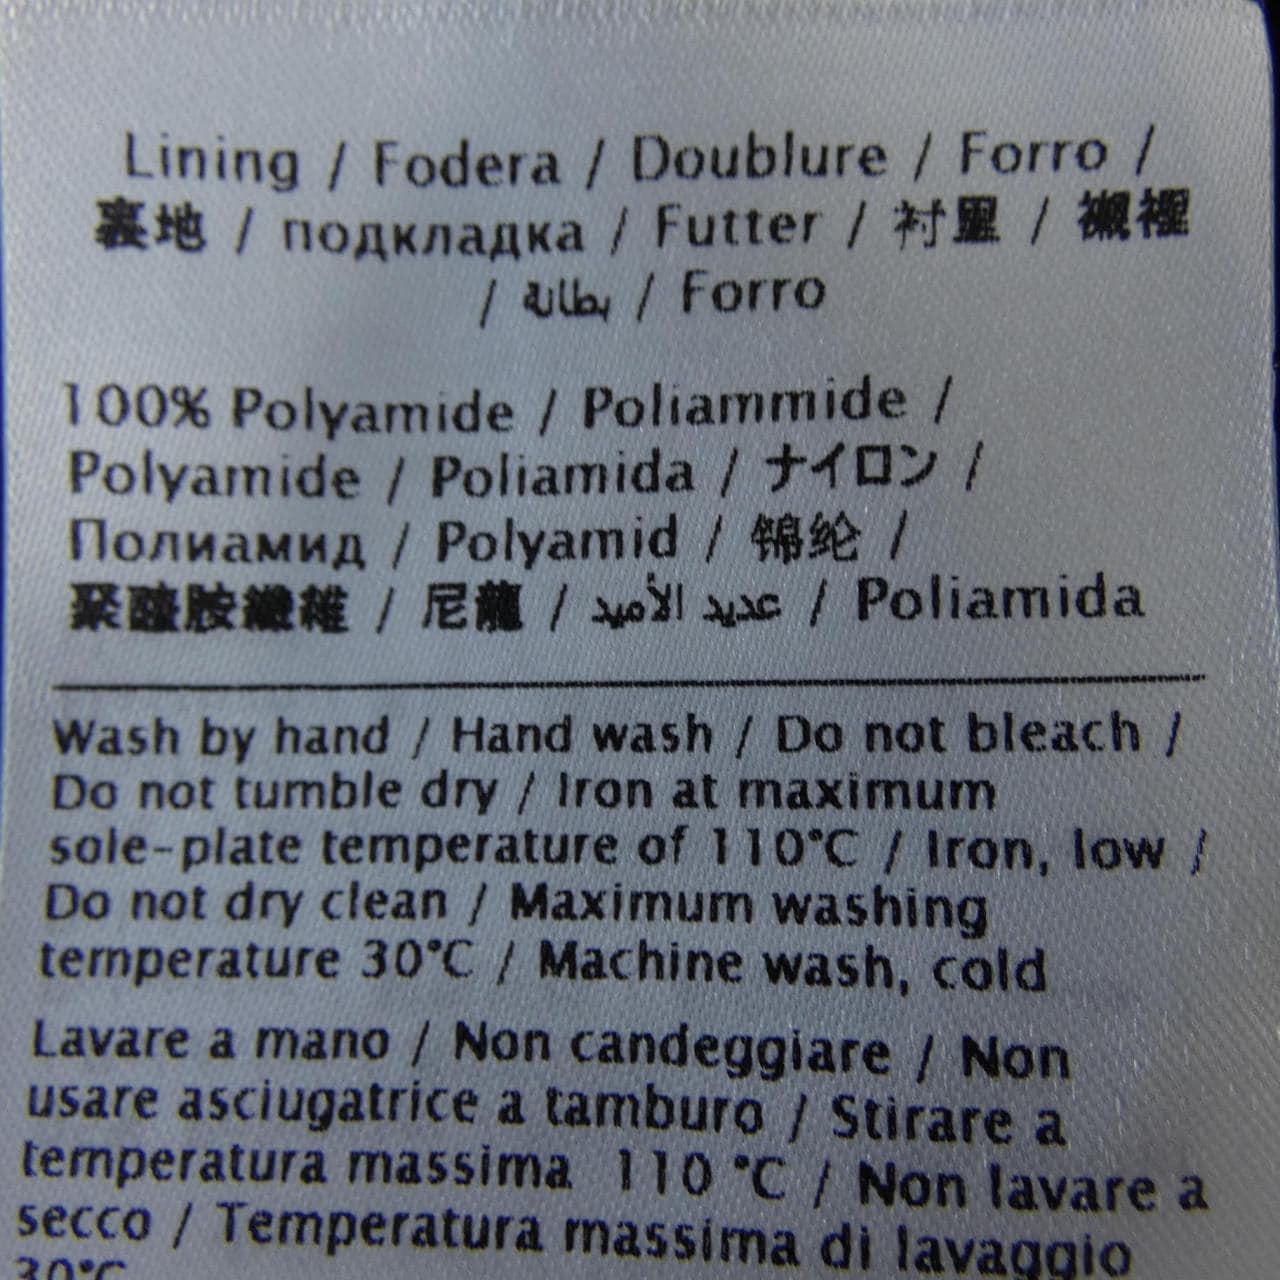 Lining / Fodera / Doublure / Forro /
裏地 / подкладка / Futter / 衬里 / 襯裡
/ بطانة / Forro
100% Polyamide / Poliammide /
Polyamide / Poliamida / ナイロン /
Полиамид / Polyamid / 锦纶 /
聚醯胺纖維 / 尼龍 / عديد الأميد / Poliamida
Wash by hand / Hand wash / Do not bleach /
Do not tumble dry / Iron at maximum
sole-plate temperature of 110°C / Iron, low /
Do not dry clean / Maximum washing
temperature 30°C / Machine wash, cold
Lavare a mano / Non candeggiare / Non
usare asciugatrice a tamburo / Stirare a
temperatura massima 110 °C / Non lavare a
secco / Temperatura massima di lavaggio
30°C